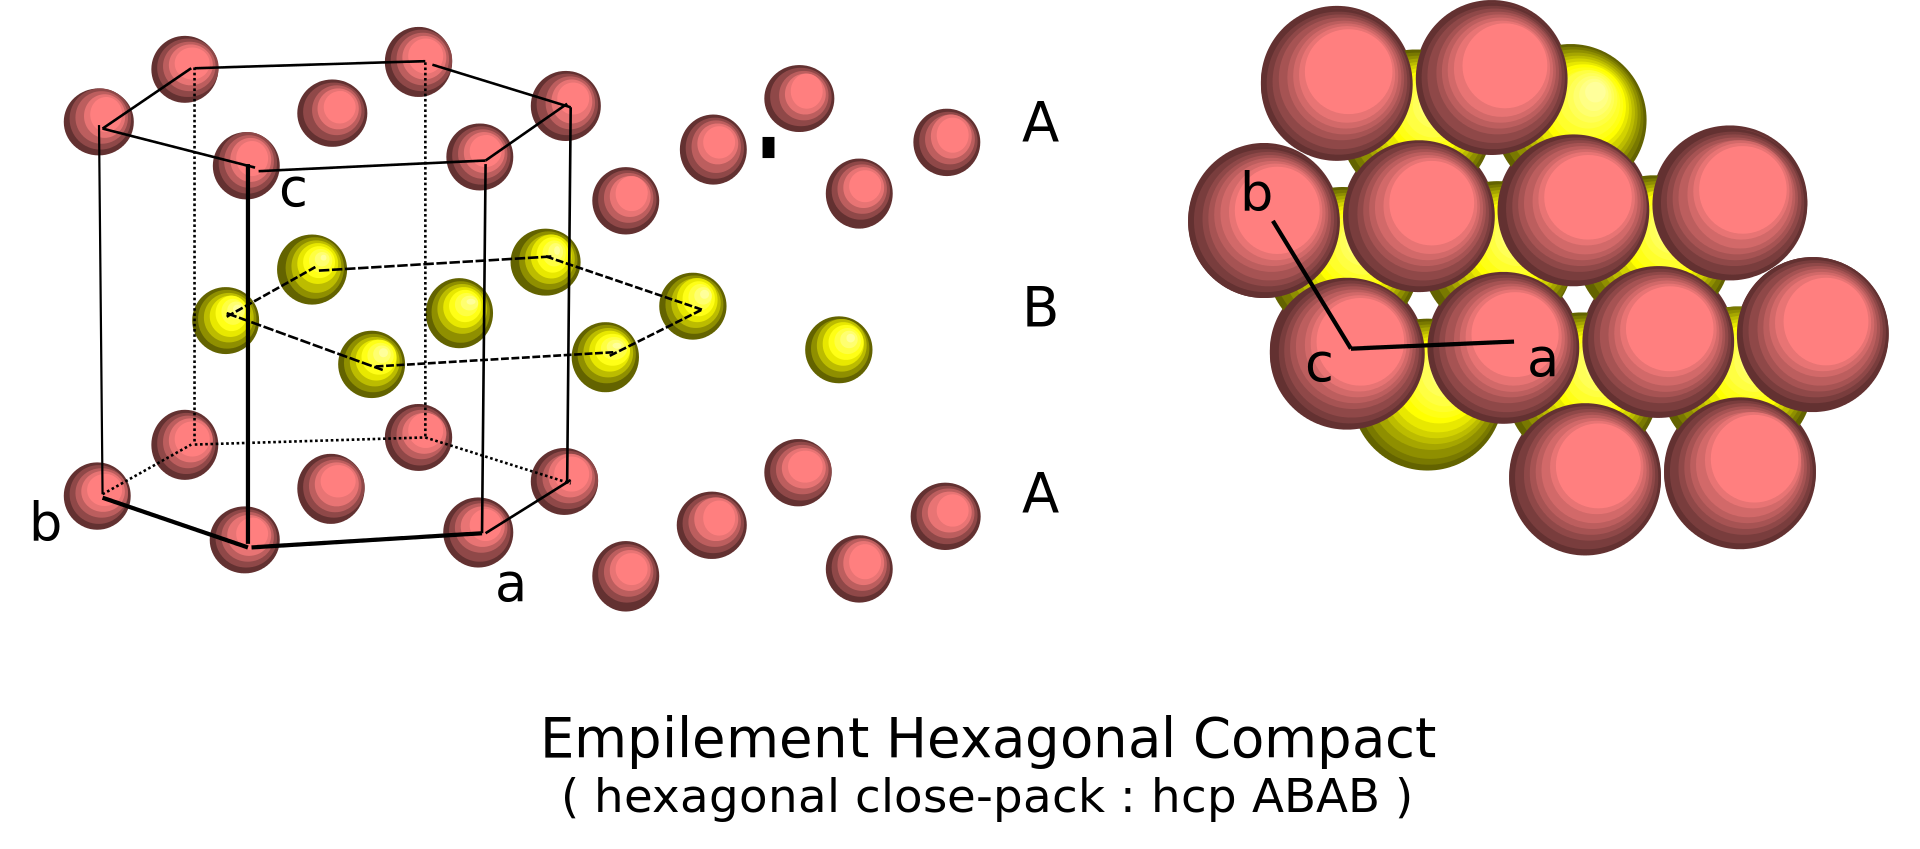 A
c
B
A
b
a
b
c
a
Empilement Hexagonal Compact
( hexagonal close-pack : hcp ABAB )